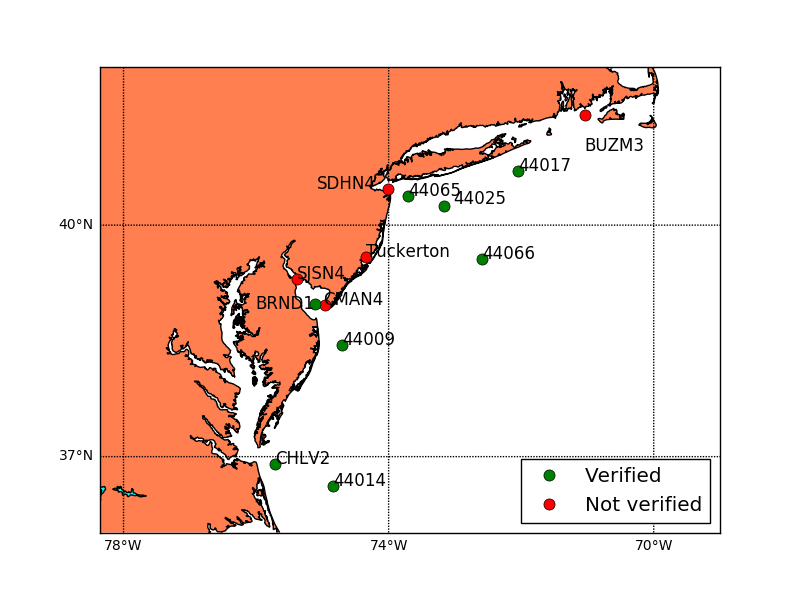 BUZM3
44017
SDHN4
44065
44025
40°N
Tuckerton
44066
SJSN4
BRND1
CMAN4
44009
37°N
CHLV2
44014
Verified
Not verified
78°W
74°W
70°W